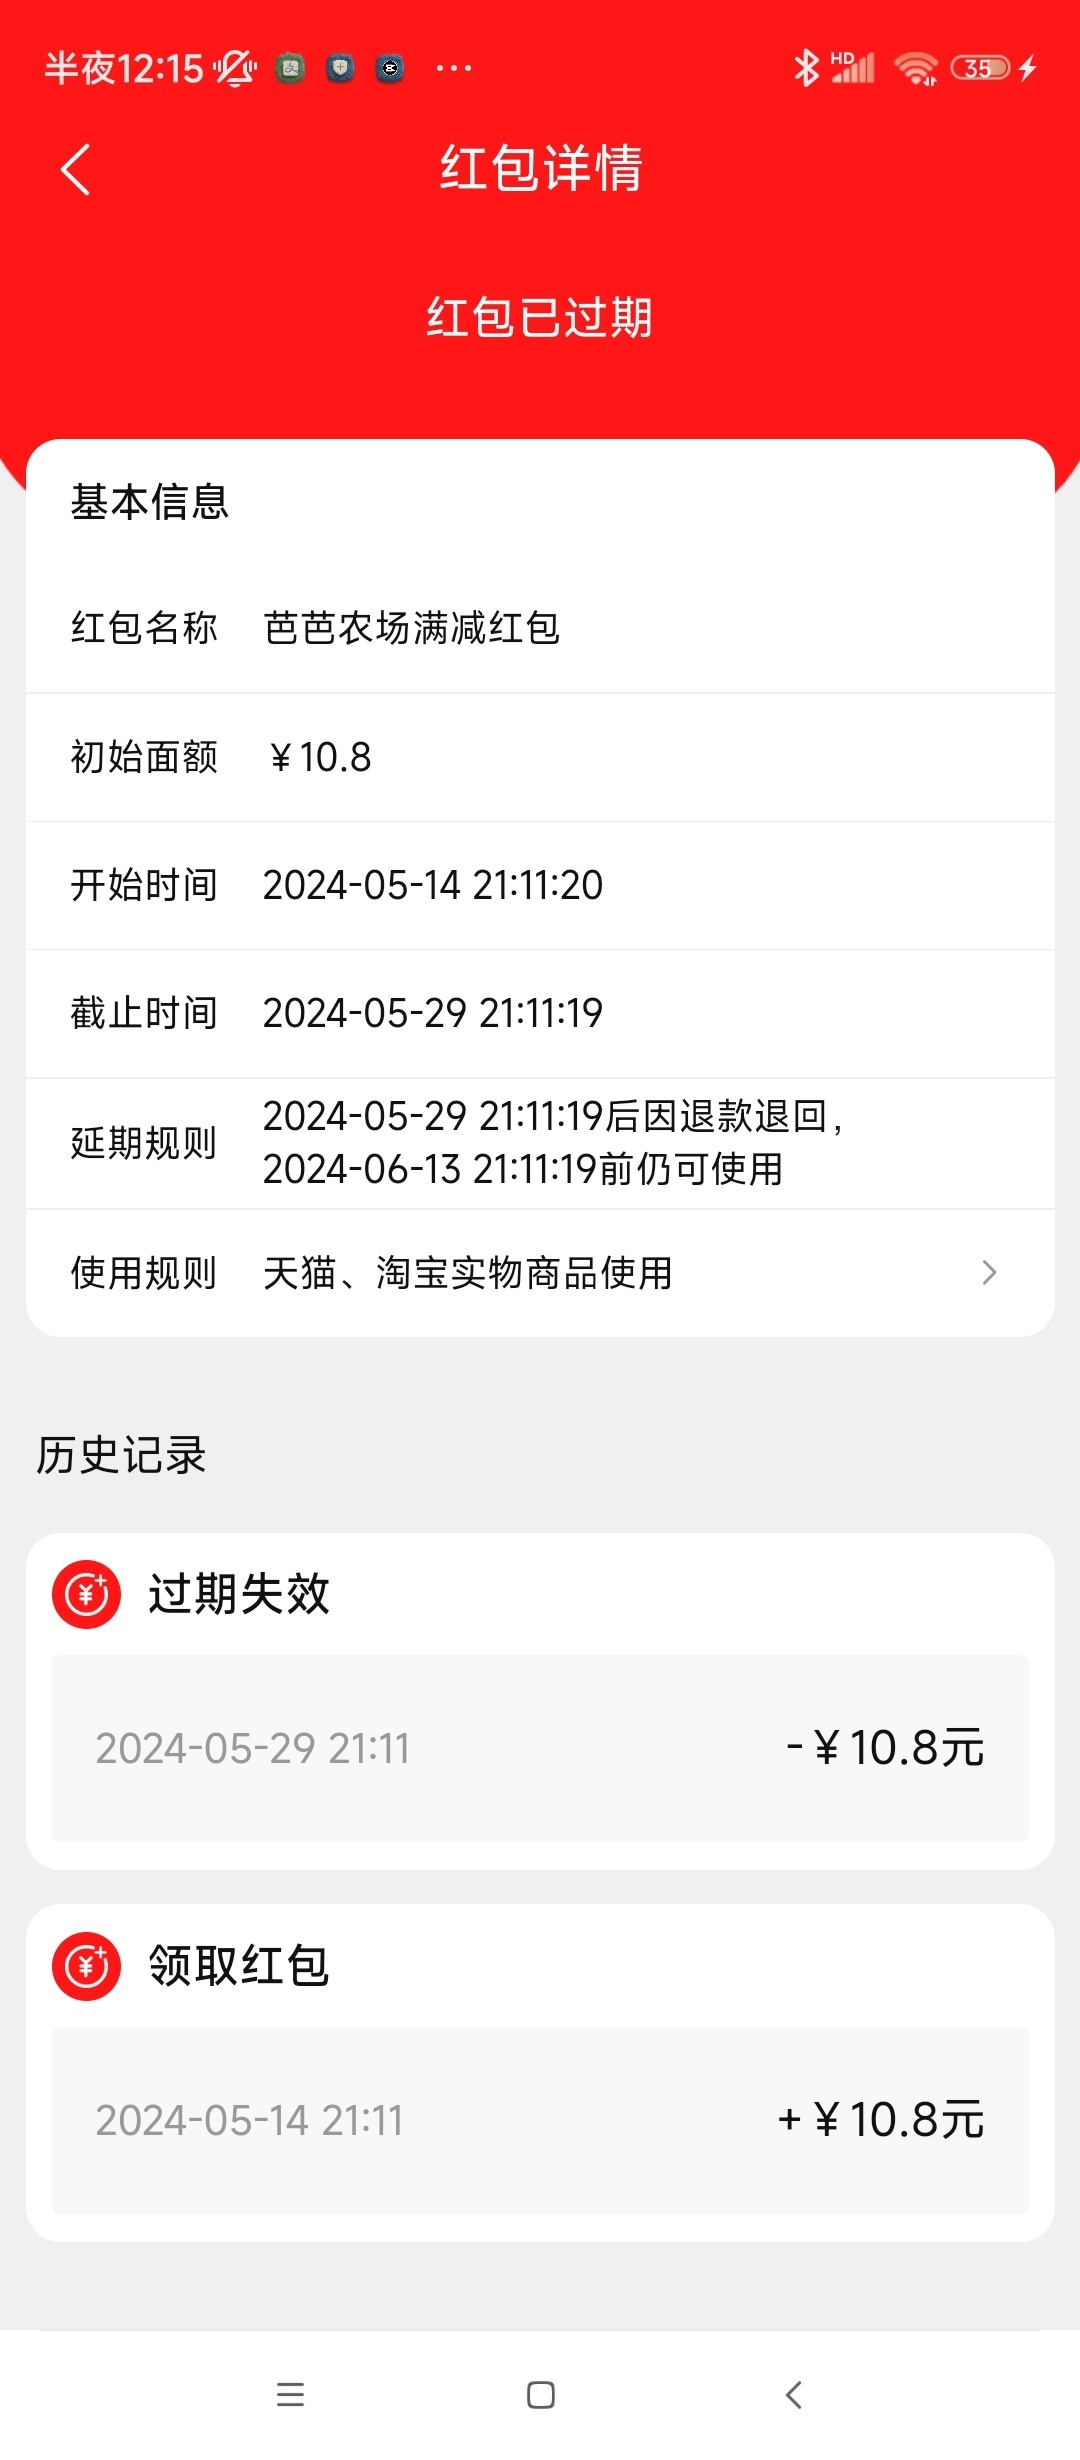 半夜12:15 HD 35
红包详情
红包已过期
基本信息
红包名称 芭芭农场满减红包
初始面额 ¥10.8
开始时间 2024-05-14 21:11:20
截止时间 2024-05-29 21:11:19
延期规则 2024-05-29 21:11:19后因退款退回,
2024-06-13 21:11:19前仍可使用
使用规则 天猫、淘宝实物商品使用
历史记录
过期失效
2024-05-29 21:11 -¥10.8元
领取红包
2024-05-14 21:11 +¥10.8元